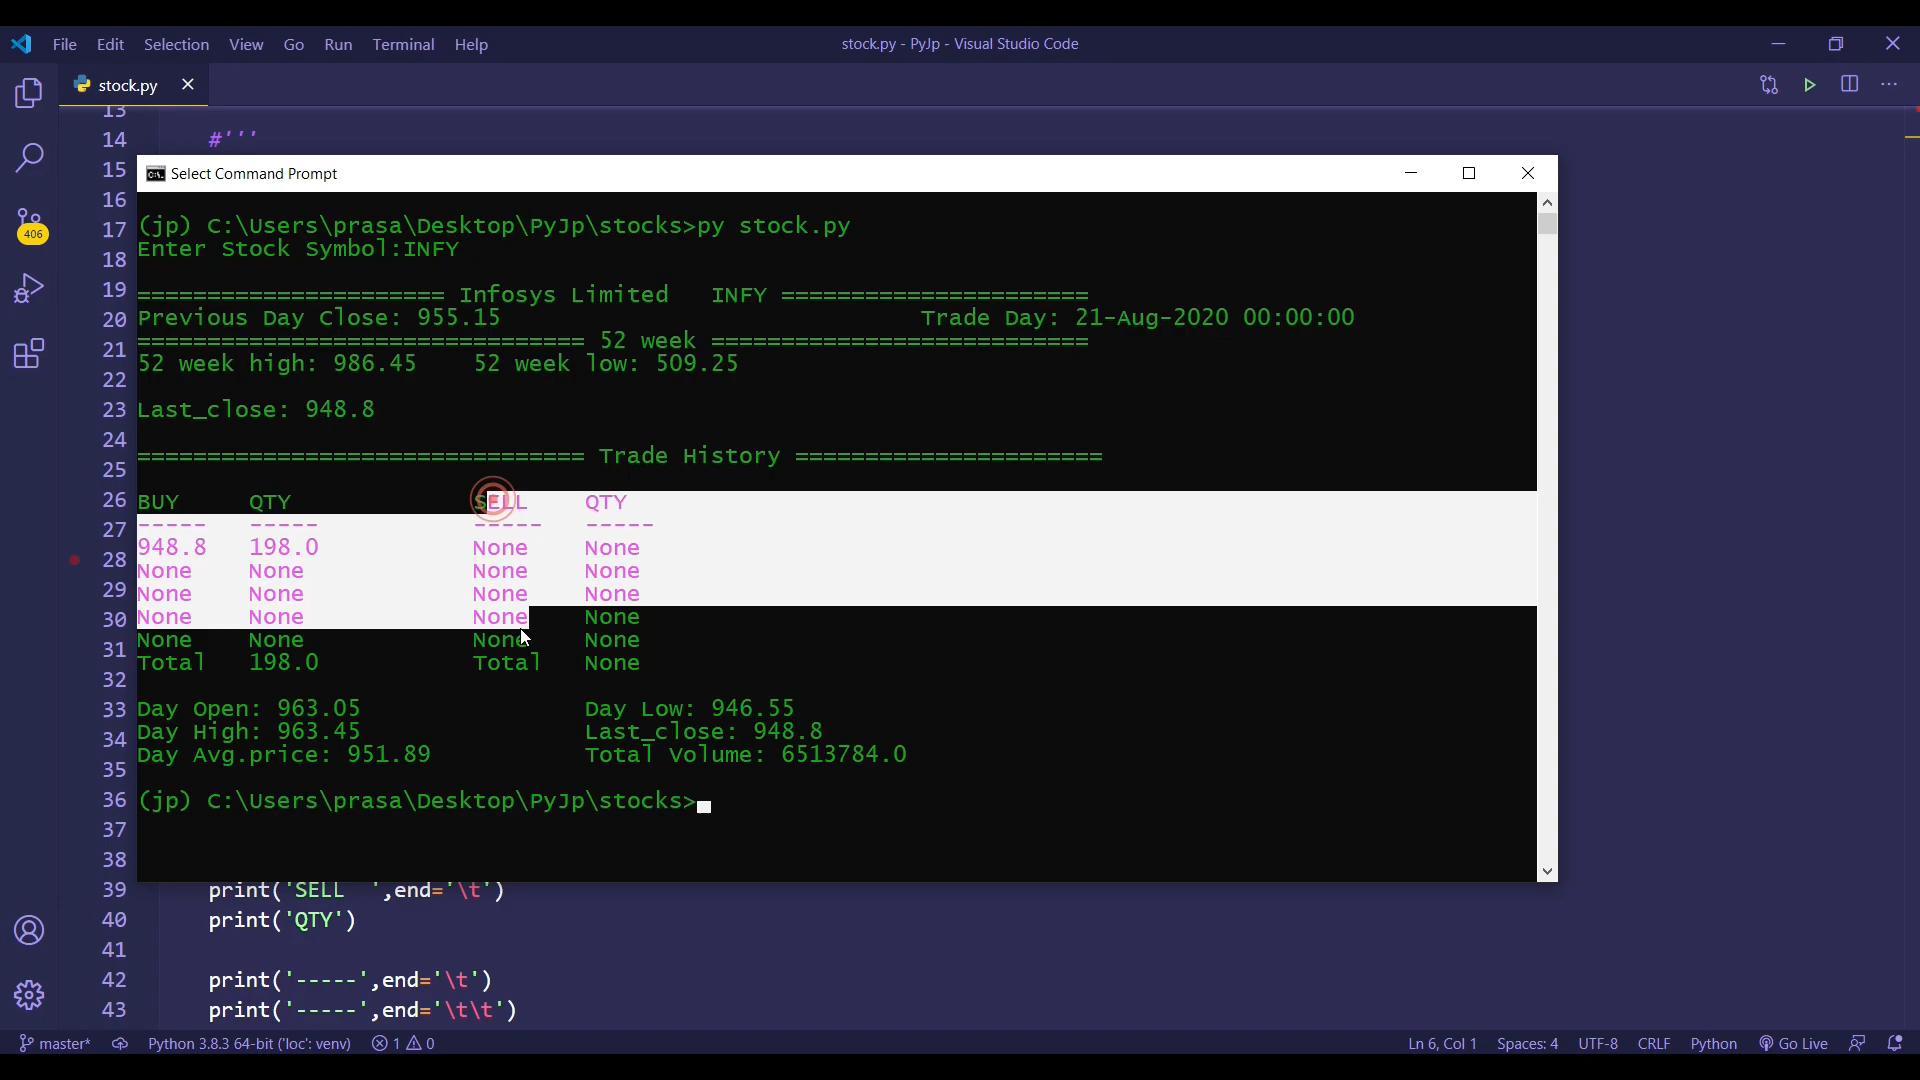 File Edit Selection View Go Run Terminal Help
stock.py - PyJp - Visual Studio Code
stock.py
13
14 #'''
Select Command Prompt
15
16
17 (jp) C:\Users\prasa\Desktop\PyJp\stocks>py stock.py
Enter Stock Symbol:INFY
18
19 ====================== Infosys Limited INFY ======================
20 Previous Day Close: 955.15 Trade Day: 21-Aug-2020 00:00:00
21 ================================ 52 week ===========================
52 week high: 986.45 52 week low: 509.25
22
23 Last_close: 948.8
24
25 ================================ Trade History ======================
26 BUY QTY SELL QTY
27 ----- ----- ----- -----
948.8 198.0 None None
28 None None None None
29 None None None None
30 None None None None
31 None None None None
Total 198.0 Total None
32
33 Day Open: 963.05 Day Low: 946.55
34 Day High: 963.45 Last_close: 948.8
Day Avg.price: 951.89 Total Volume: 6513784.0
35
36 (jp) C:\Users\prasa\Desktop\PyJp\stocks>
37
38
39 print('SELL ',end='\t')
40 print('QTY')
41
42 print('-----',end='\t')
43 print('-----',end='\t\t')
406
master* Python 3.8.3 64-bit ('loc': venv) 1 0 Ln 6, Col 1 Spaces: 4 UTF-8 CRLF Python Go Live